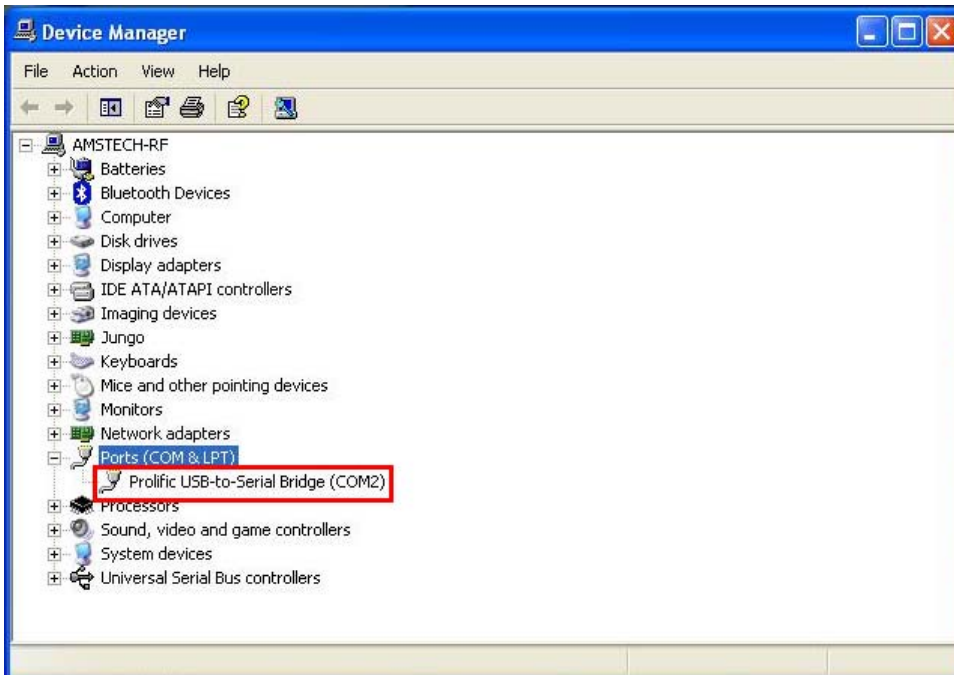 Device Manager
File Action View Help
AMSTECH-RF
Batteries
Bluetooth Devices
Computer
Disk drives
Display adapters
IDE ATA/ATAPI controllers
Imaging devices
Jungo
Keyboards
Mice and other pointing devices
Monitors
Network adapters
Ports (COM & LPT)
Prolific USB-to-Serial Bridge (COM2)
Processors
Sound, video and game controllers
System devices
Universal Serial Bus controllers